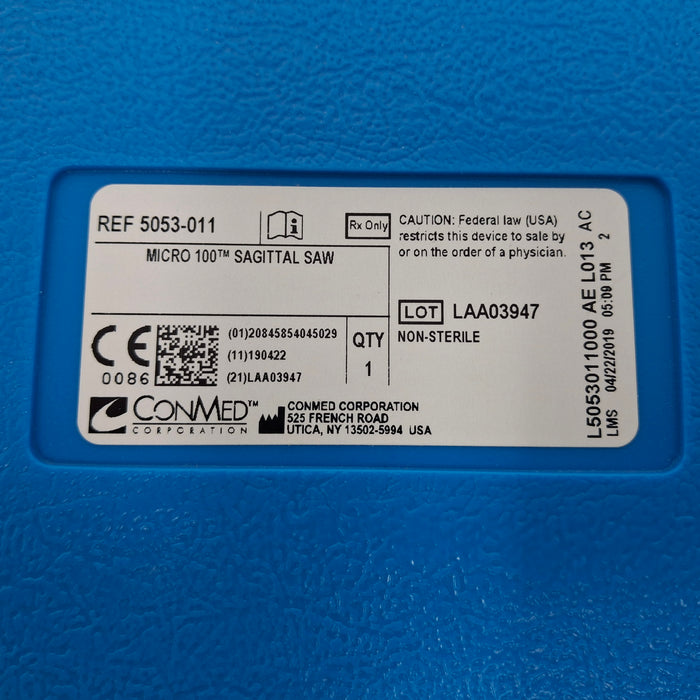 REF 5053-011
MICRO 100™ SAGITTAL SAW
Rx Only
CAUTION: Federal law (USA)
restricts this device to sale by
or on the order of a physician.
LOT LAA03947
NON-STERILE
CE
0086
(01)20845854045029
(11)190422
(21)LAA03947
QTY
1
CONMED™
CORPORATION
CONMED CORPORATION
525 FRENCH ROAD
UTICA, NY 13502-5994 USA
L5053011000 AE L013 AC
LMS 04/22/2019 05:09 PM 2